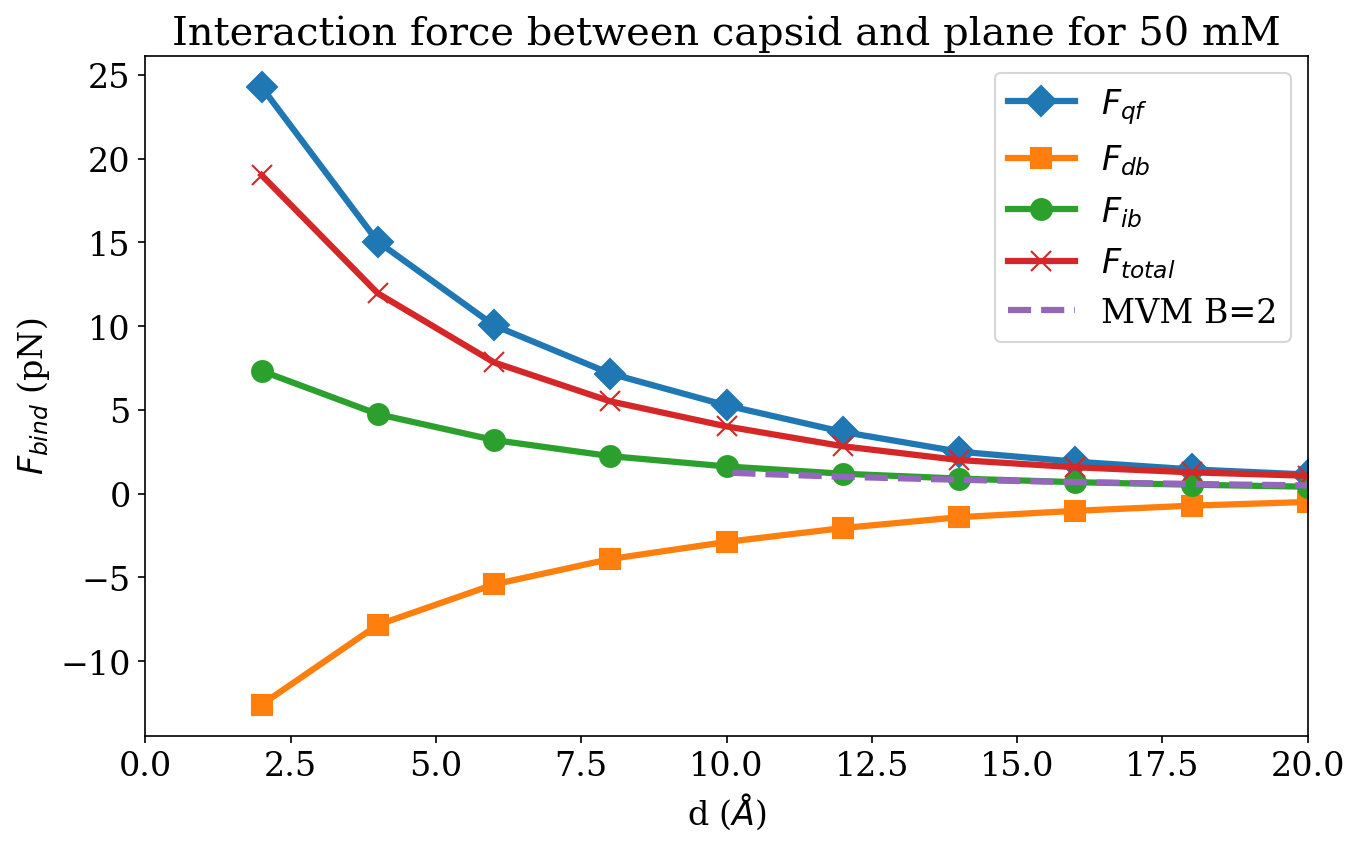 Interaction force between capsid and plane for 50 mM
25
20
15
10
5
0
−5
−10
F_bind (pN)
F_qf
F_db
F_ib
F_total
MVM B=2
0.0 2.5 5.0 7.5 10.0 12.5 15.0 17.5 20.0
d (Å)